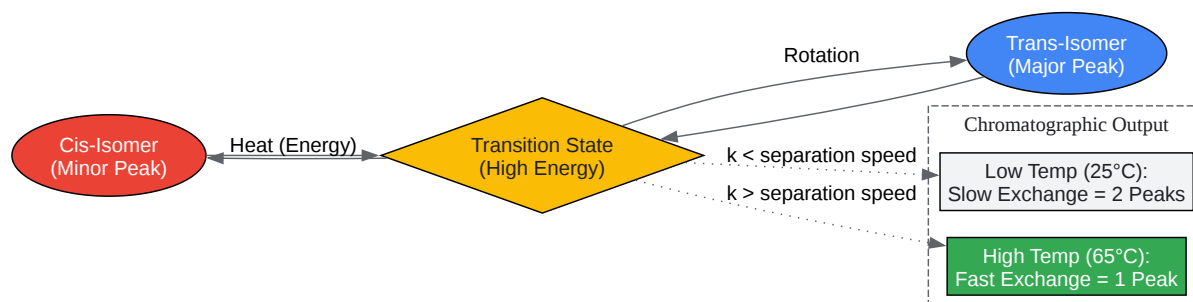 Trans-Isomer
(Major Peak)
Rotation
Chromatographic Output
Cis-Isomer
(Minor Peak)
Heat (Energy)
Transition State
(High Energy)
k < separation speed
Low Temp (25°C):
Slow Exchange = 2 Peaks
k > separation speed
High Temp (65°C):
Fast Exchange = 1 Peak